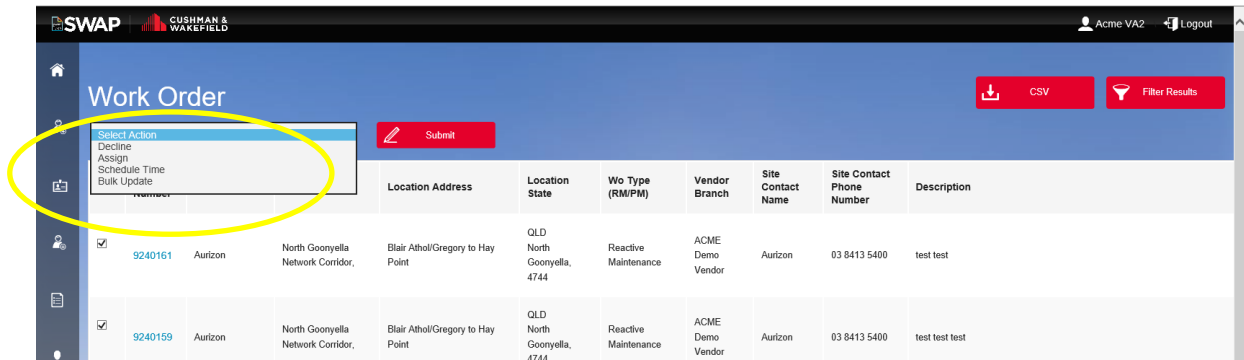 SWAP CUSHMAN & WAKEFIELD Acme VA2 Logout
Work Order CSV Filter Results
Select Action
Decline
Assign
Schedule Time
Bulk Update
Submit
Number Location Address Location State Wo Type (RM/PM) Vendor Branch Site Contact Name Site Contact Phone Number Description
9240161 Aurizon North Goonyella Network Corridor, Blair Athol/Gregory to Hay Point QLD North Goonyella, 4744 Reactive Maintenance ACME Demo Vendor Aurizon 03 8413 5400 test test
9240159 Aurizon North Goonyella Network Corridor, Blair Athol/Gregory to Hay Point QLD North Goonyella, 4744 Reactive Maintenance ACME Demo Vendor Aurizon 03 8413 5400 test test test